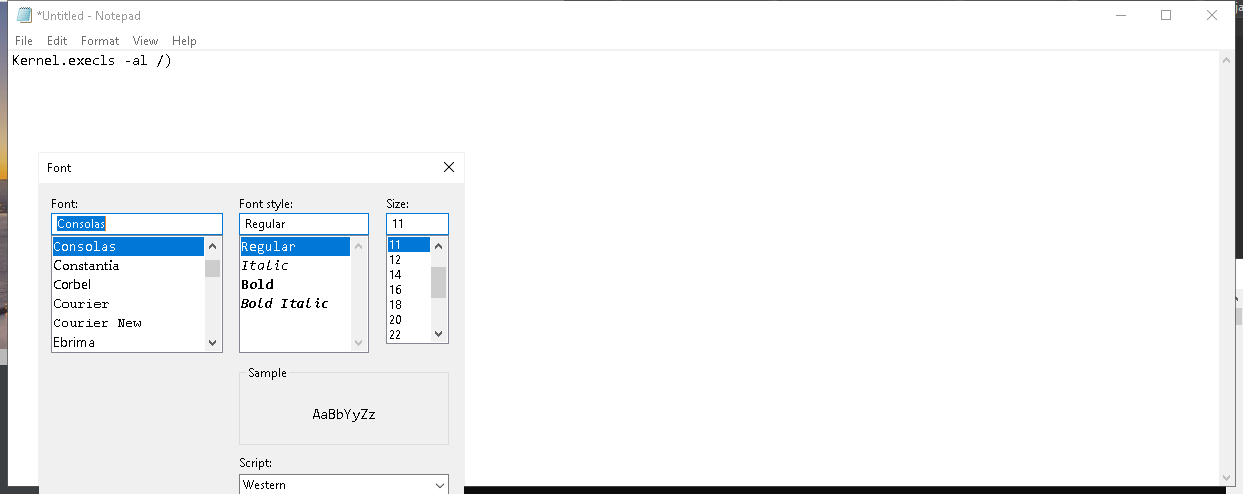 *Untitled - Notepad
File Edit Format View Help
Kernel.execls -al /)
Font
Font: Font style: Size:
Consolas Regular 11
Consolas Regular 11
Constantia Italic 12
Corbel Bold 14
Courier Bold Italic 16
Courier New 18
Ebrima 20
22
Sample
AaBbYyZz
Script:
Western